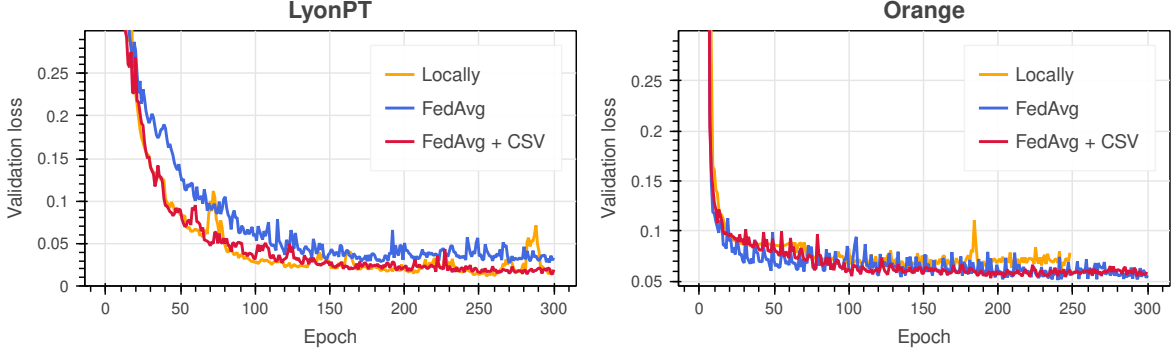 LyonPT
Validation loss
0.25
0.2
0.15
0.1
0.05
0
0
50
100
150
200
250
300
Epoch
Locally
FedAvg
FedAvg + CSV
Orange
Validation loss
0.25
0.2
0.15
0.1
0.05
0
50
100
150
200
250
300
Epoch
Locally
FedAvg
FedAvg + CSV